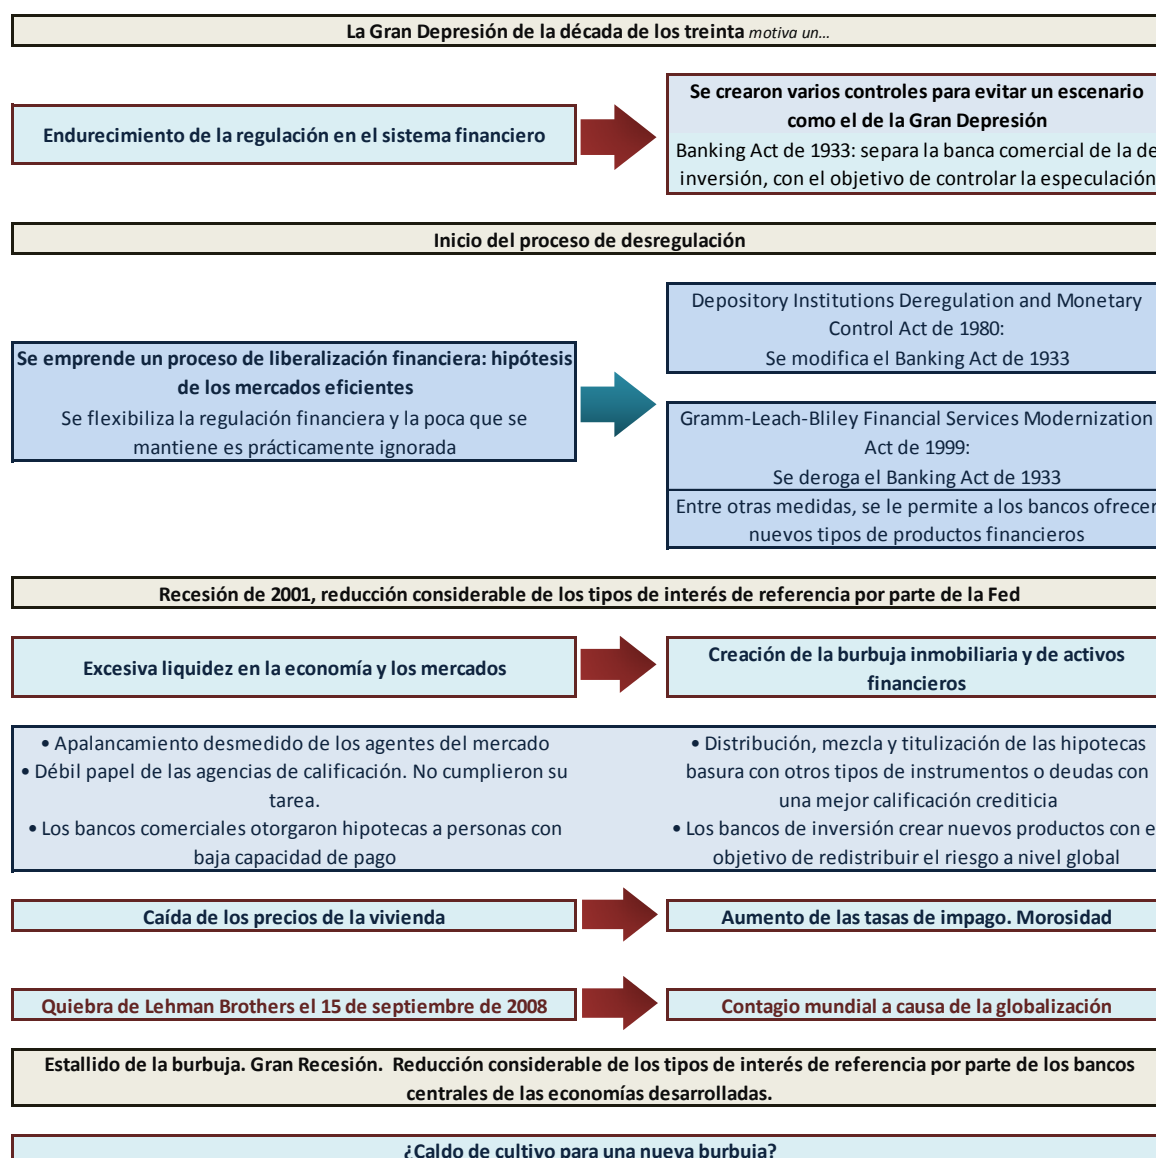 La Gran Depresión de la década de los treinta motiva un...
Endurecimiento de la regulación en el sistema financiero
Se crearon varios controles para evitar un escenario
como el de la Gran Depresión
Banking Act de 1933: separa la banca comercial de la de
inversión, con el objetivo de controlar la especulación
Inicio del proceso de desregulación
Se emprende un proceso de liberalización financiera: hipótesis
de los mercados eficientes
Se flexibiliza la regulación financiera y la poca que se
mantiene es prácticamente ignorada
Depository Institutions Deregulation and Monetary
Control Act de 1980:
Se modifica el Banking Act de 1933
Gramm-Leach-Bliley Financial Services Modernization
Act de 1999:
Se deroga el Banking Act de 1933
Entre otras medidas, se le permite a los bancos ofrecer
nuevos tipos de productos financieros
Recesión de 2001, reducción considerable de los tipos de interés de referencia por parte de la Fed
Excesiva liquidez en la economía y los mercados
Creación de la burbuja inmobiliaria y de activos
financieros
• Apalancamiento desmedido de los agentes del mercado
• Débil papel de las agencias de calificación. No cumplieron su
tarea.
• Los bancos comerciales otorgaron hipotecas a personas con
baja capacidad de pago
• Distribución, mezcla y titulización de las hipotecas
basura con otros tipos de instrumentos o deudas con
una mejor calificación crediticia
• Los bancos de inversión crear nuevos productos con e
objetivo de redistribuir el riesgo a nivel global
Caída de los precios de la vivienda
Aumento de las tasas de impago. Morosidad
Quiebra de Lehman Brothers el 15 de septiembre de 2008
Contagio mundial a causa de la globalización
Estallido de la burbuja. Gran Recesión. Reducción considerable de los tipos de interés de referencia por parte de los bancos
centrales de las economías desarrolladas.
¿Caldo de cultivo para una nueva burbuja?